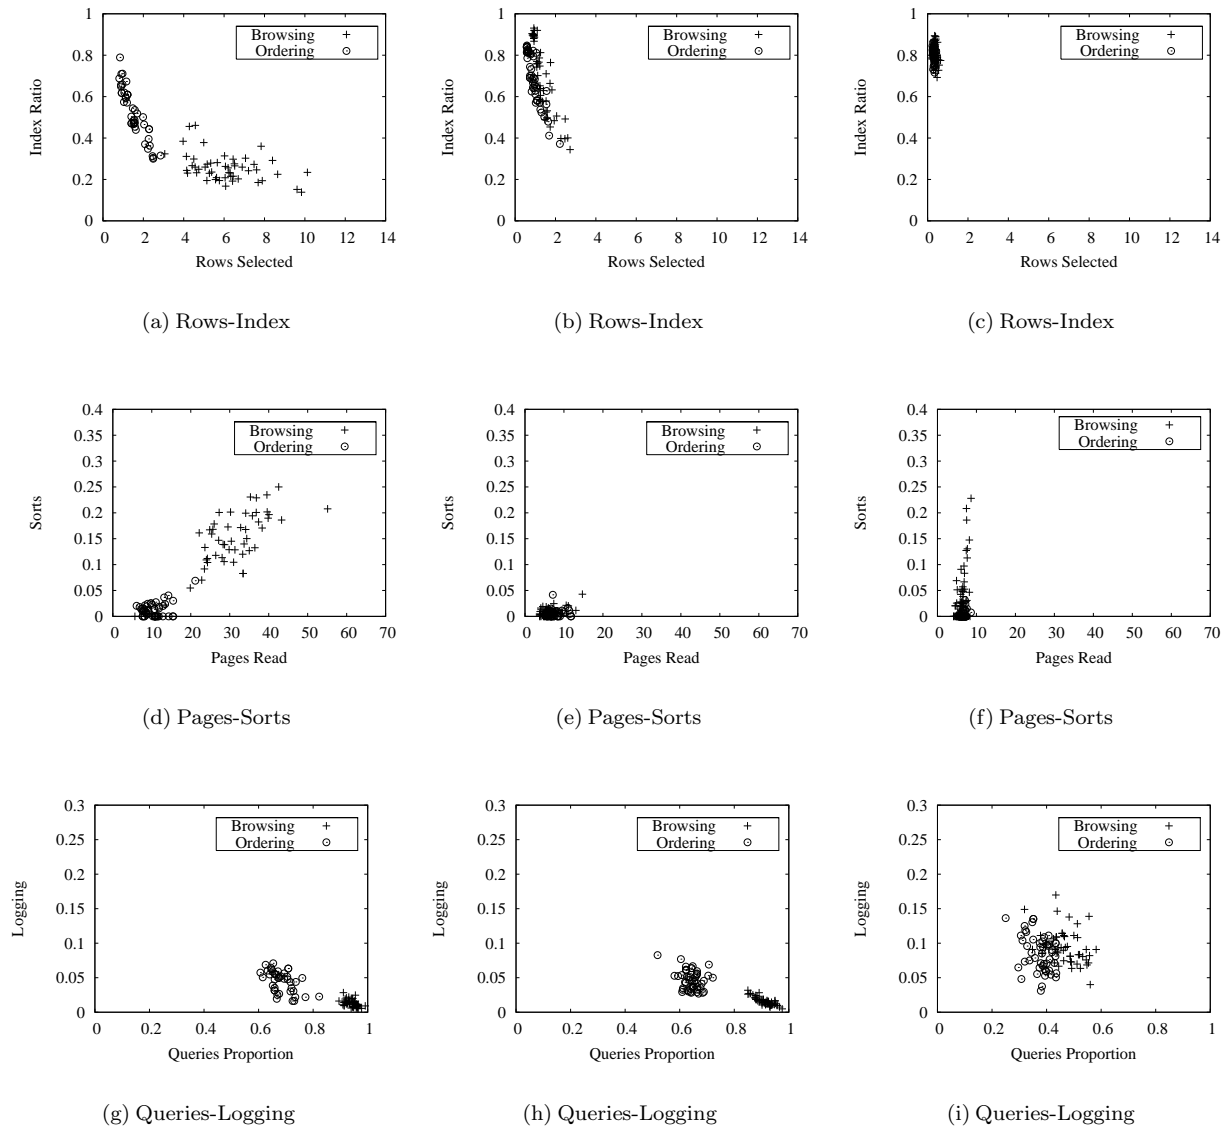 1
0.8
0.6
0.4
0.2
0
0 2 4 6 8 10 12 14
Index Ratio
Rows Selected
Browsing
Ordering
(a) Rows-Index
1
0.8
0.6
0.4
0.2
0
0 2 4 6 8 10 12 14
Index Ratio
Rows Selected
Browsing
Ordering
(b) Rows-Index
1
0.8
0.6
0.4
0.2
0
0 2 4 6 8 10 12 14
Index Ratio
Rows Selected
Browsing
Ordering
(c) Rows-Index
0.4
0.35
0.3
0.25
0.2
0.15
0.1
0.05
0
0 10 20 30 40 50 60 70
Sorts
Pages Read
Browsing
Ordering
(d) Pages-Sorts
0.4
0.35
0.3
0.25
0.2
0.15
0.1
0.05
0
0 10 20 30 40 50 60 70
Sorts
Pages Read
Browsing
Ordering
(e) Pages-Sorts
0.4
0.35
0.3
0.25
0.2
0.15
0.1
0.05
0
0 10 20 30 40 50 60 70
Sorts
Pages Read
Browsing
Ordering
(f) Pages-Sorts
0.3
0.25
0.2
0.15
0.1
0.05
0
0 0.2 0.4 0.6 0.8 1
Logging
Queries Proportion
Browsing
Ordering
(g) Queries-Logging
0.3
0.25
0.2
0.15
0.1
0.05
0
0 0.2 0.4 0.6 0.8 1
Logging
Queries Proportion
Browsing
Ordering
(h) Queries-Logging
0.3
0.25
0.2
0.15
0.1
0.05
0
0 0.2 0.4 0.6 0.8 1
Logging
Queries Proportion
Browsing
Ordering
(i) Queries-Logging